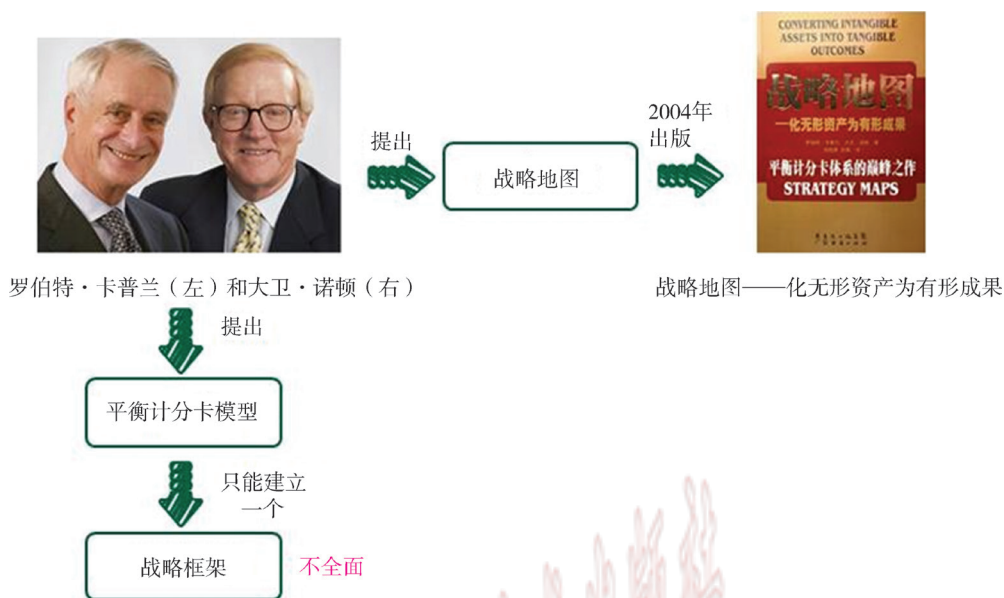 CONVERTING INTANGIBLE
ASSETS INTO TANGIBLE
OUTCOMES
战略地图
—化无形资产为有形成果
平衡计分卡体系的巅峰之作
STRATEGY MAPS
提出
战略地图
2004年
出版
罗伯特·卡普兰（左）和大卫·诺顿（右）
战略地图——化无形资产为有形成果
提出
平衡计分卡模型
只能建立
一个
战略框架
不全面